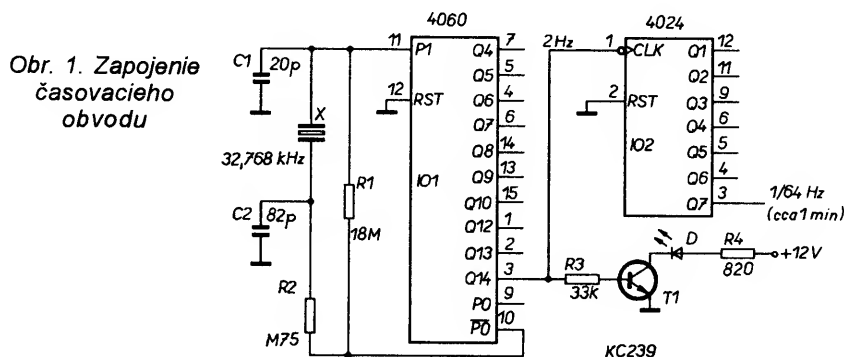 Obr. 1. Zapojenie
časovacieho
obvodu
C1
20p
X
32,768 kHz
C2
82p
R2
M75
R1
18M
4060
11 P1
12 RST
IO1
Q4 7
Q5 5
Q6 4
Q7 6
Q8 14
Q9 13
Q10 15
Q12 1
Q13 2
Q14 3
P0 9
P0 10
2Hz
4024
1 CLK
2 RST
IO2
Q1 12
Q2 11
Q3 9
Q4 6
Q5 5
Q6 4
Q7 3
1/64 Hz
(cca 1 min)
R3
33k
D
R4
820
+12V
T1
KC239